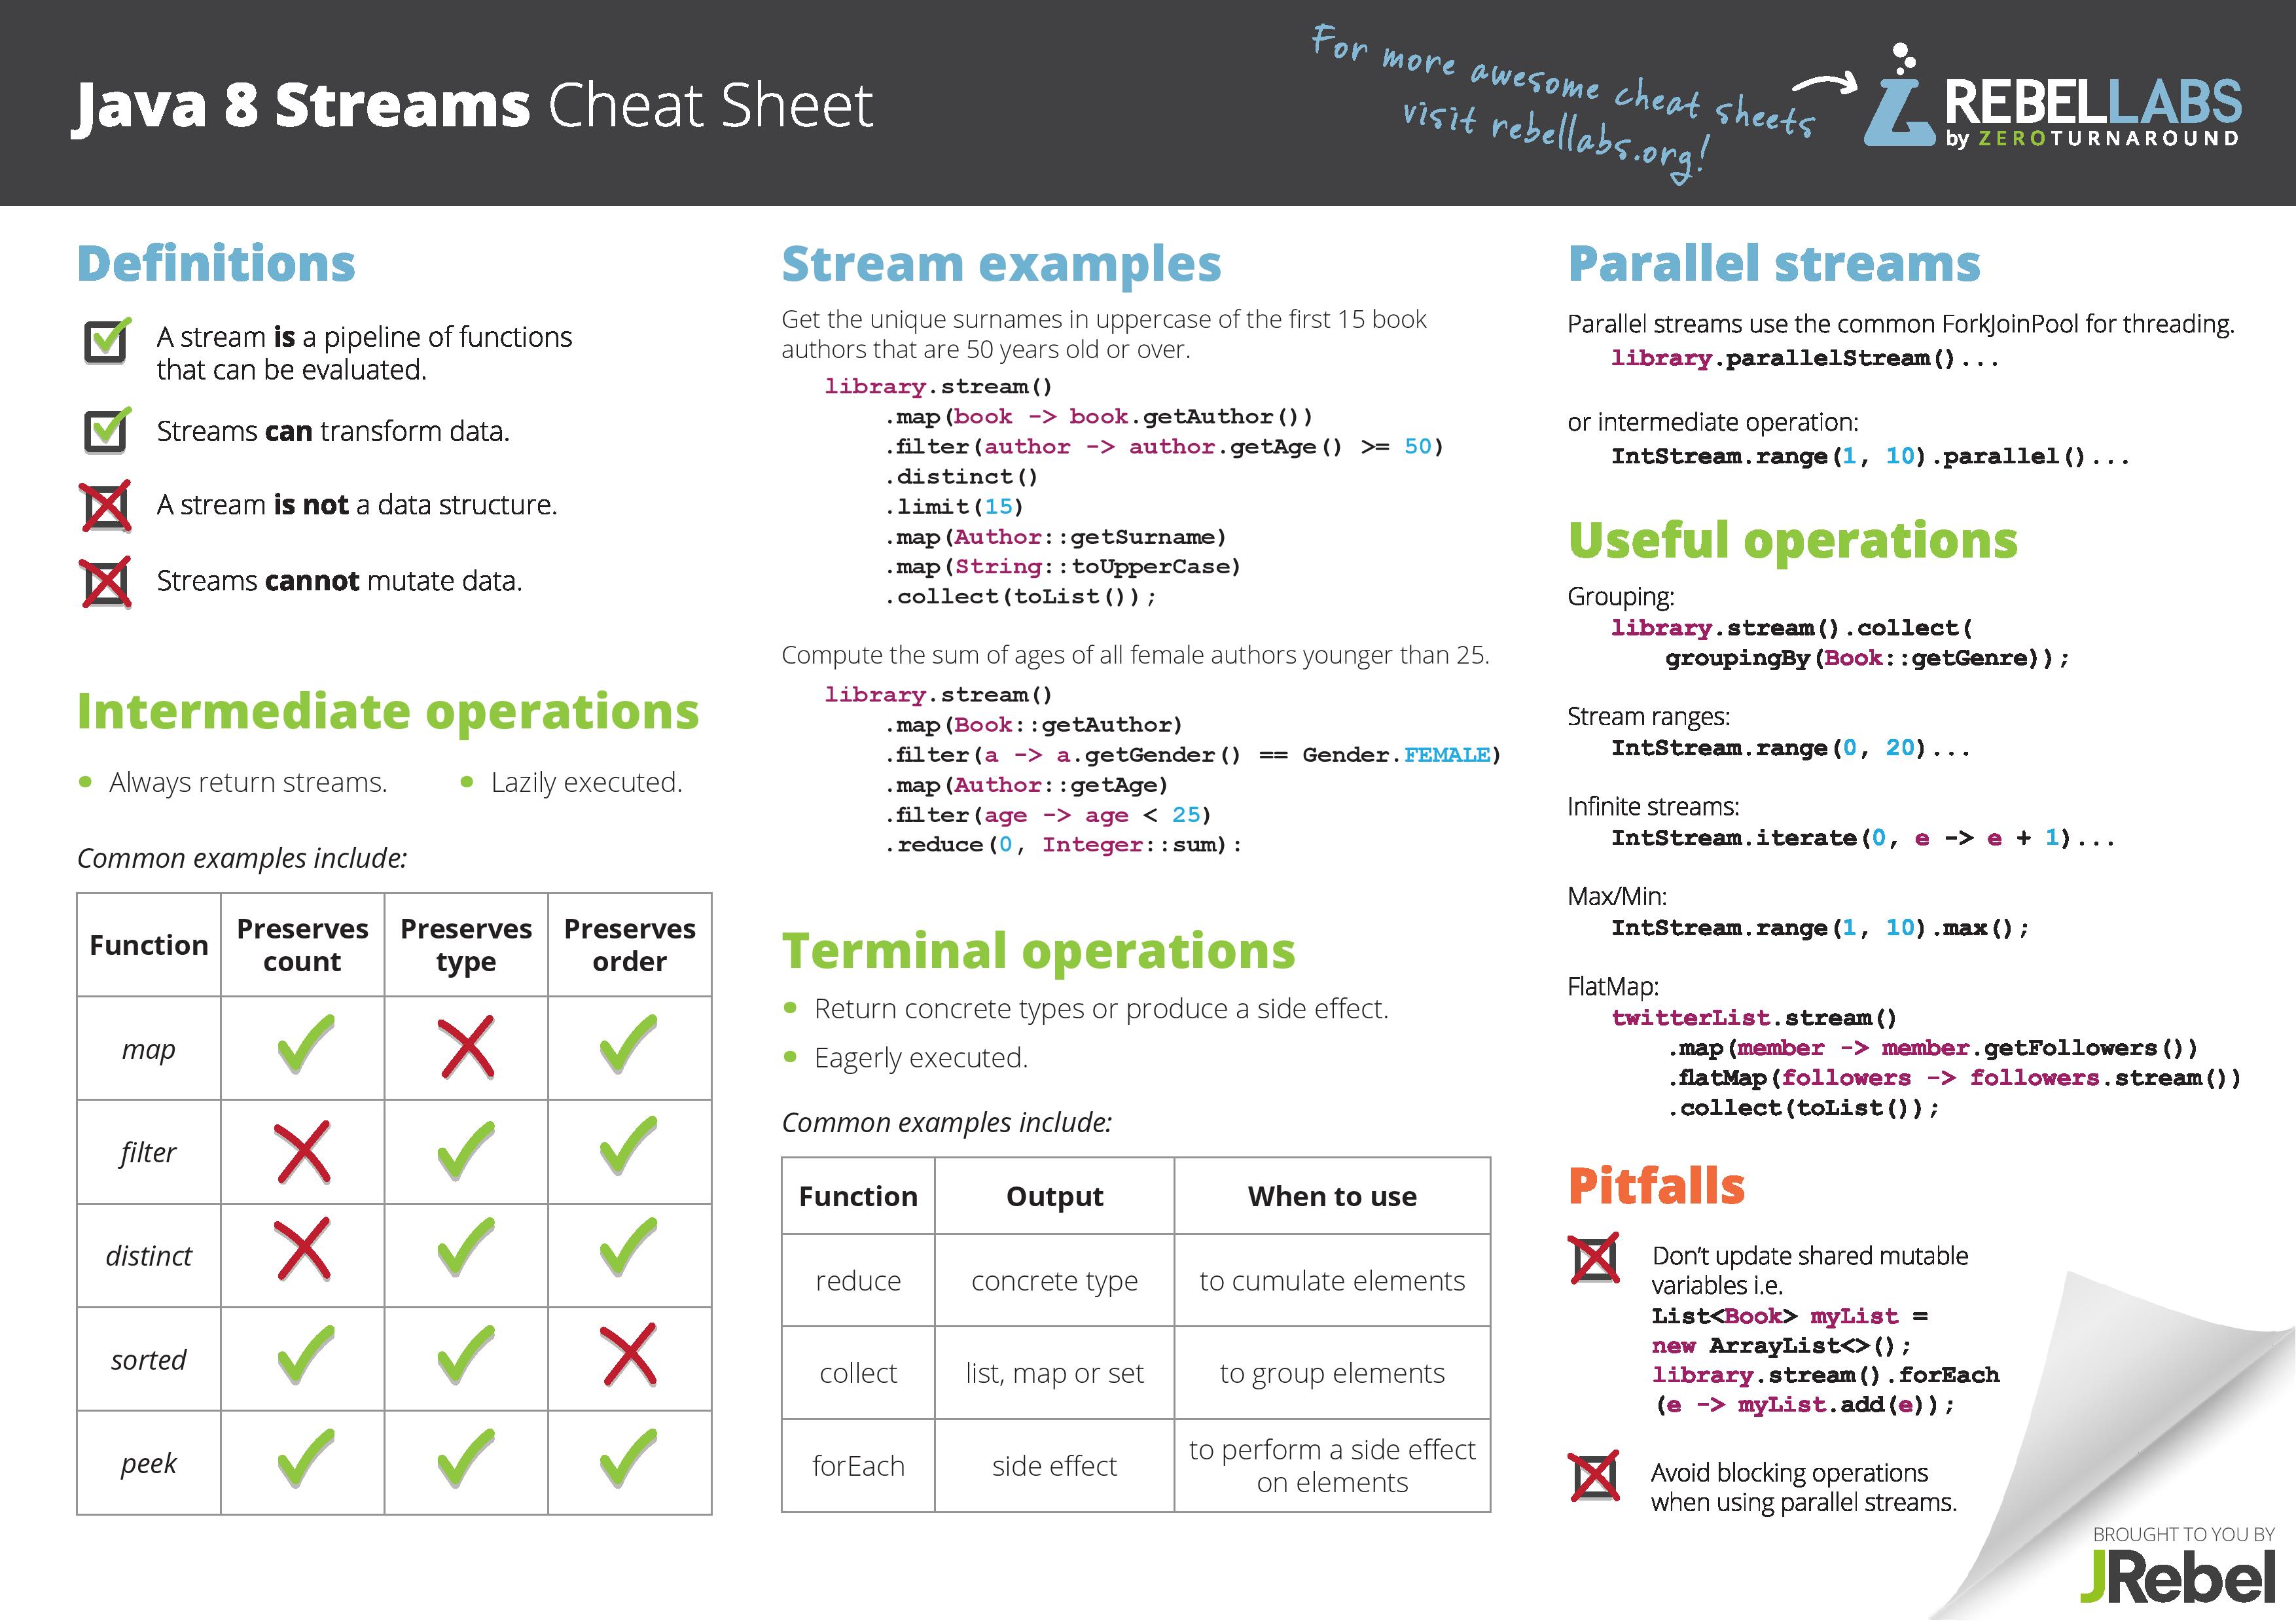 Java 8 Streams Cheat Sheet
For more awesome cheat sheets
visit rebellabs.org!
REBELLABS
by ZEROTURNAROUND
Definitions
A stream is a pipeline of functions
that can be evaluated.
Streams can transform data.
A stream is not a data structure.
Streams cannot mutate data.
Intermediate operations
• Always return streams.
• Lazily executed.
Common examples include:
Function Preserves count Preserves type Preserves order
map
filter
distinct
sorted
peek
Stream examples
Get the unique surnames in uppercase of the first 15 book
authors that are 50 years old or over.
library.stream()
.map(book -> book.getAuthor())
.filter(author -> author.getAge() >= 50)
.distinct()
.limit(15)
.map(Author::getSurname)
.map(String::toUpperCase)
.collect(toList());
Compute the sum of ages of all female authors younger than 25.
library.stream()
.map(Book::getAuthor)
.filter(a -> a.getGender() == Gender.FEMALE)
.map(Author::getAge)
.filter(age -> age < 25)
.reduce(0, Integer::sum):
Terminal operations
• Return concrete types or produce a side effect.
• Eagerly executed.
Common examples include:
Function Output When to use
reduce concrete type to cumulate elements
collect list, map or set to group elements
forEach side effect to perform a side effect
on elements
Parallel streams
Parallel streams use the common ForkJoinPool for threading.
library.parallelStream()...
or intermediate operation:
IntStream.range(1, 10).parallel()...
Useful operations
Grouping:
library.stream().collect(
groupingBy(Book::getGenre));
Stream ranges:
IntStream.range(0, 20)...
Infinite streams:
IntStream.iterate(0, e -> e + 1)...
Max/Min:
IntStream.range(1, 10).max();
FlatMap:
twitterList.stream()
.map(member -> member.getFollowers())
.flatMap(followers -> followers.stream())
.collect(toList());
Pitfalls
Don't update shared mutable
variables i.e.
List<Book> myList =
new ArrayList<>();
library.stream().forEach
(e -> myList.add(e));
Avoid blocking operations
when using parallel streams.
BROUGHT TO YOU BY
JRebel